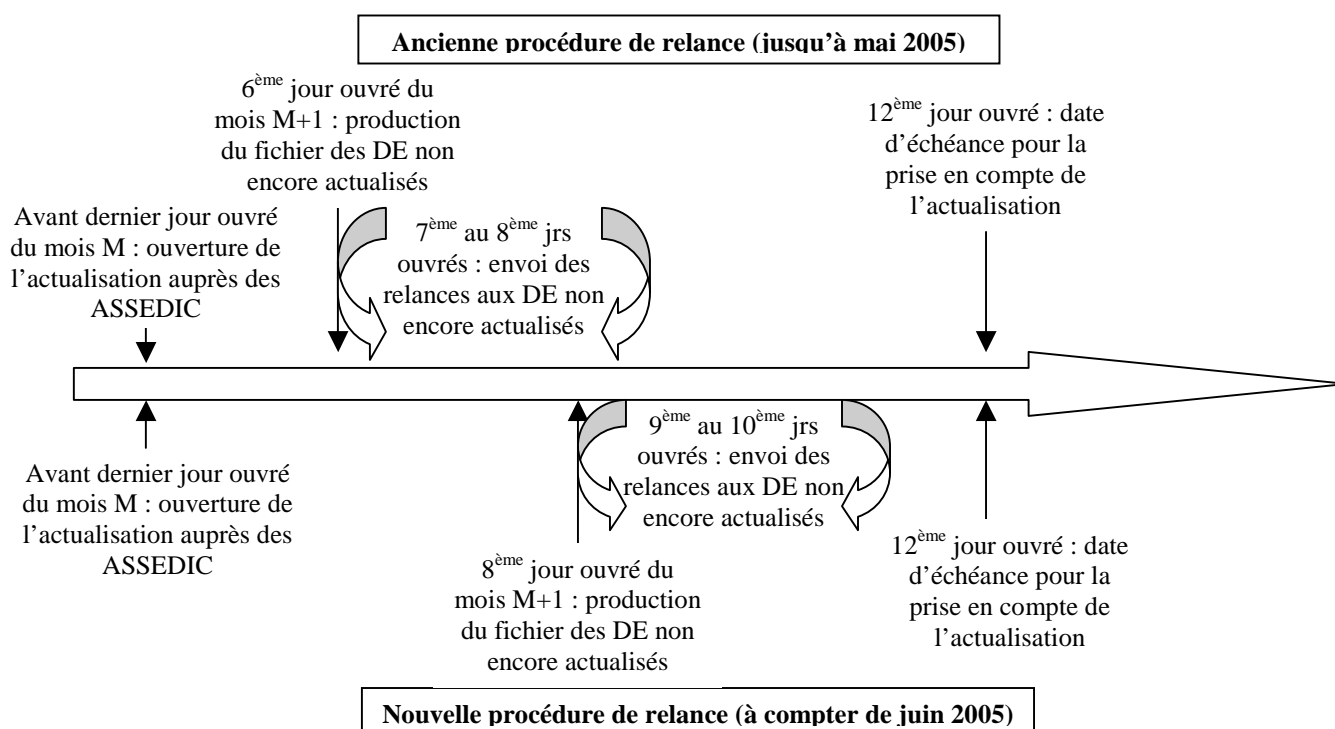 Ancienne procédure de relance (jusqu'à mai 2005)
6ème jour ouvré du
mois M+1 : production
du fichier des DE non
encore actualisés
12ème jour ouvré : date
d'échéance pour la
prise en compte de
l'actualisation
Avant dernier jour ouvré
du mois M : ouverture de
l'actualisation auprès des
ASSEDIC
7ème au 8ème jrs
ouvrés : envoi des
relances aux DE non
encore actualisés
9ème au 10ème jrs
ouvrés : envoi des
relances aux DE non
encore actualisés
Avant dernier jour ouvré
du mois M : ouverture de
l'actualisation auprès des
ASSEDIC
8ème jour ouvré du
mois M+1 : production
du fichier des DE non
encore actualisés
12ème jour ouvré : date
d'échéance pour la
prise en compte de
l'actualisation
Nouvelle procédure de relance (à compter de juin 2005)